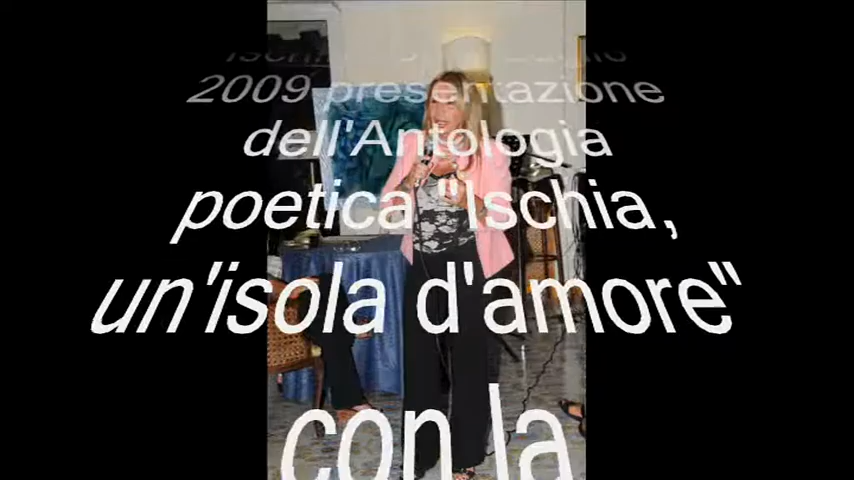 2009 presentazione
dell'Antologia
poetica "Ischia,
un'isola d'amore"
con la